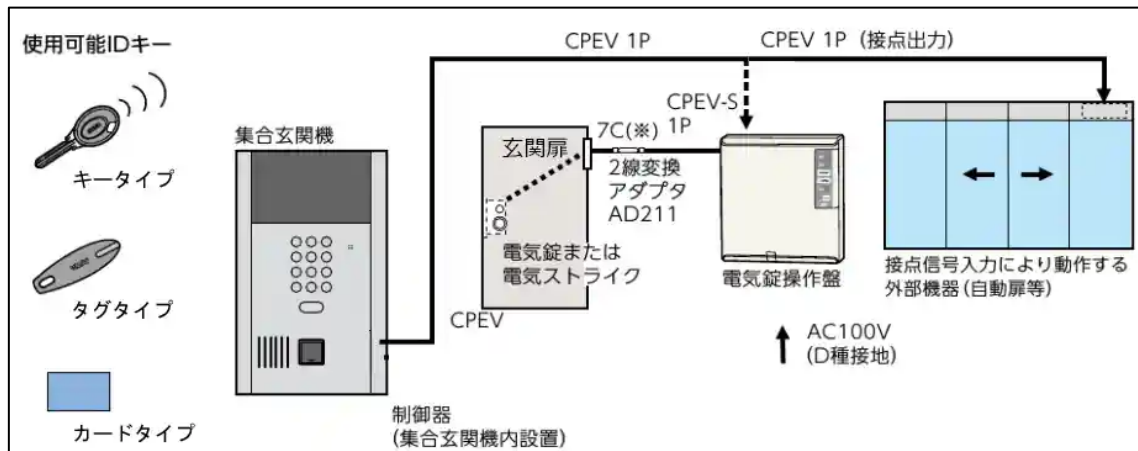 使用可能IDキー
キータイプ
タグタイプ
カードタイプ
集合玄関機
制御器
(集合玄関機内設置)
CPEV 1P
CPEV 1P (接点出力)
CPEV-S
1P
7C(※)
2線変換
アダプタ
AD211
玄関扉
電気錠または
電気ストライク
CPEV
電気錠操作盤
AC100V
(D種接地)
接点信号入力により動作する
外部機器(自動扉等)